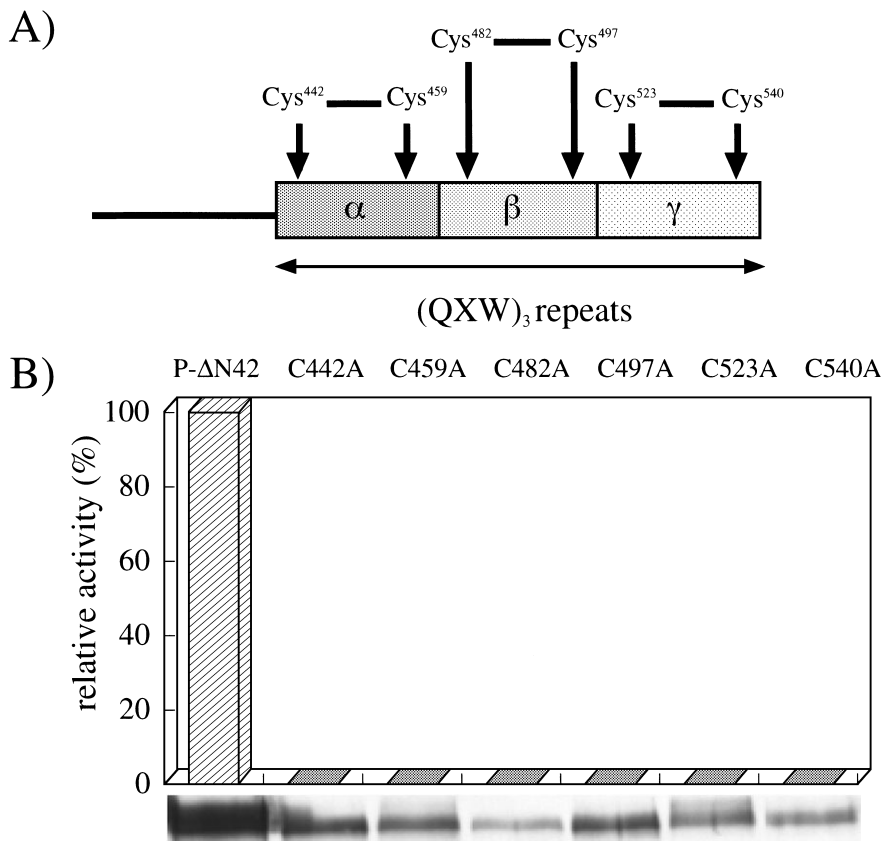 A)
Cys482 Cys497
Cys442 Cys459 Cys523 Cys540
α β γ
(QXW)3 repeats
B)
P-ΔN42 C442A C459A C482A C497A C523A C540A
relative activity (%)
100
80
60
40
20
0